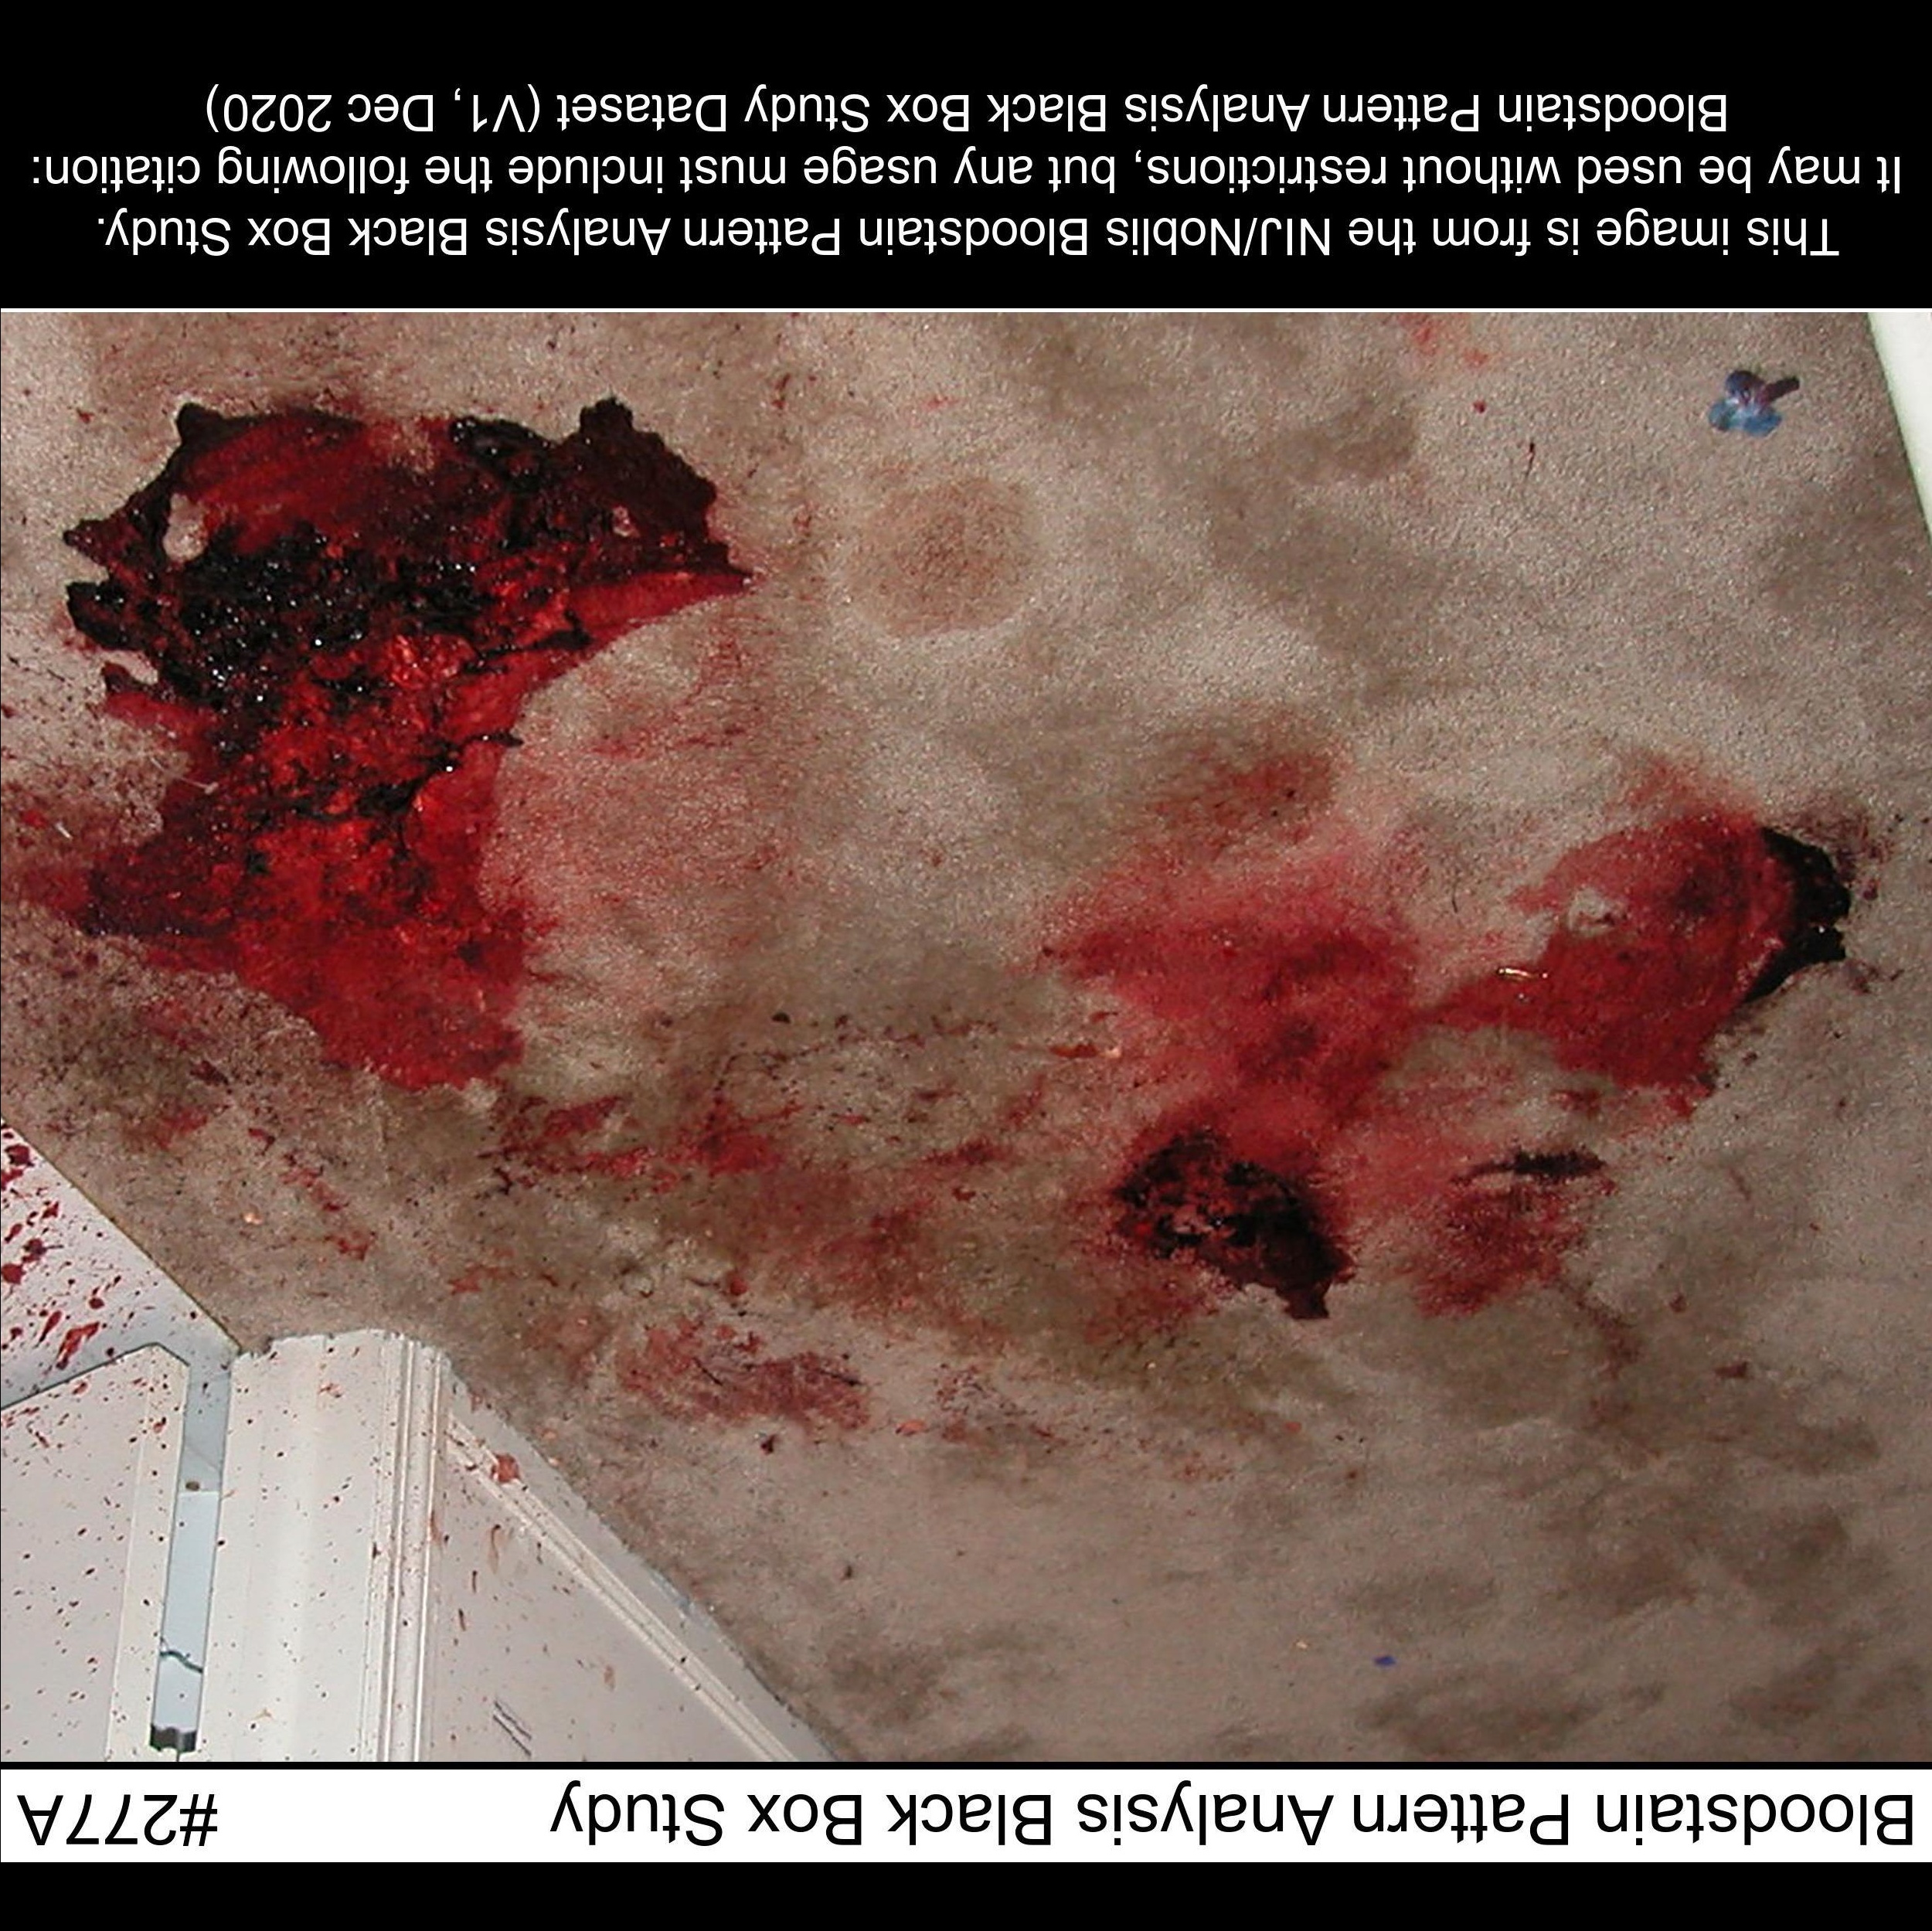 Bloodstain Pattern Analysis Black Box Study #277A
This image is from the NIJ/Noblis Bloodstain Pattern Analysis Black Box Study.
It may be used without restrictions, but any usage must include the following citation:
Bloodstain Pattern Analysis Black Box Study Dataset (V1, Dec 2020)